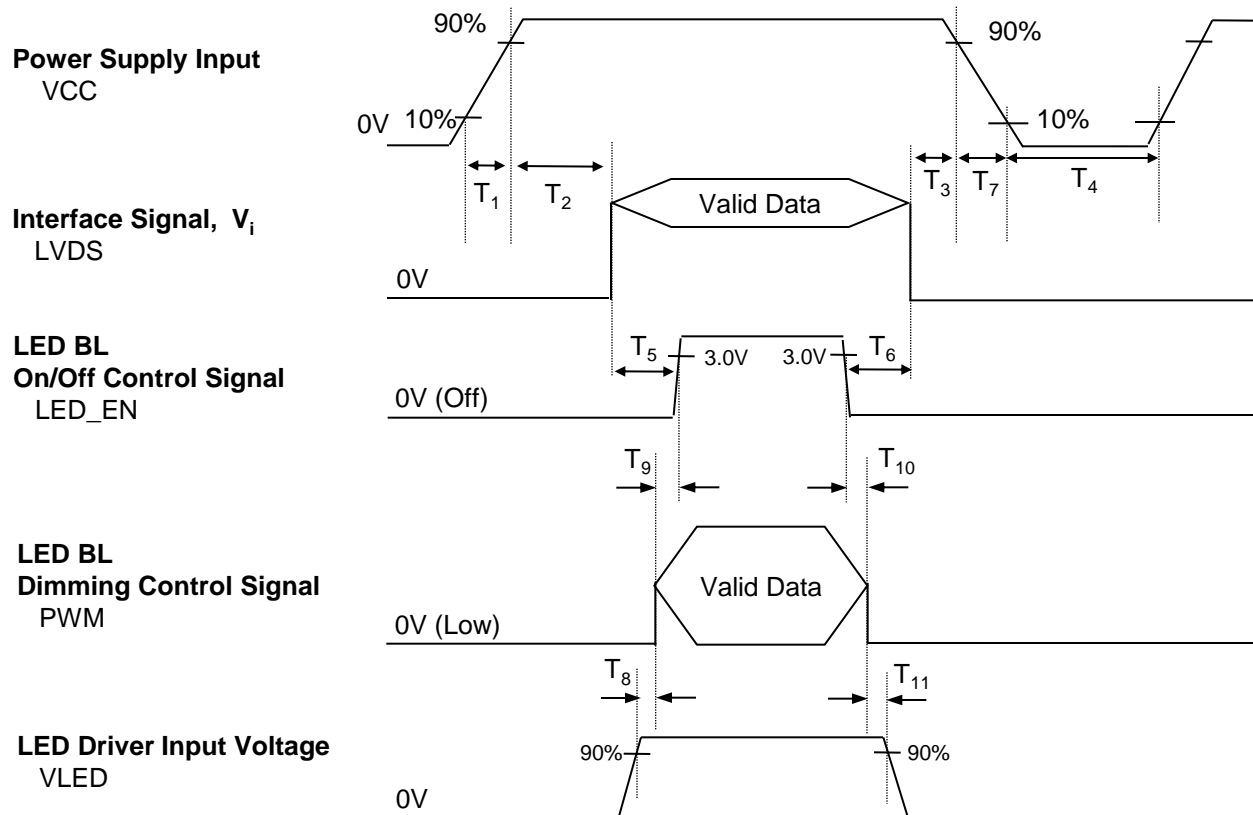 90%
90%
Power Supply Input
VCC
0V
10%
10%
T1
T2
T3
T7
T4
Interface Signal, Vi
LVDS
Valid Data
0V
LED BL
On/Off Control Signal
LED_EN
T5
3.0V
3.0V
T6
0V (Off)
T9
T10
LED BL
Dimming Control Signal
PWM
Valid Data
0V (Low)
T8
T11
LED Driver Input Voltage
VLED
90%
90%
0V